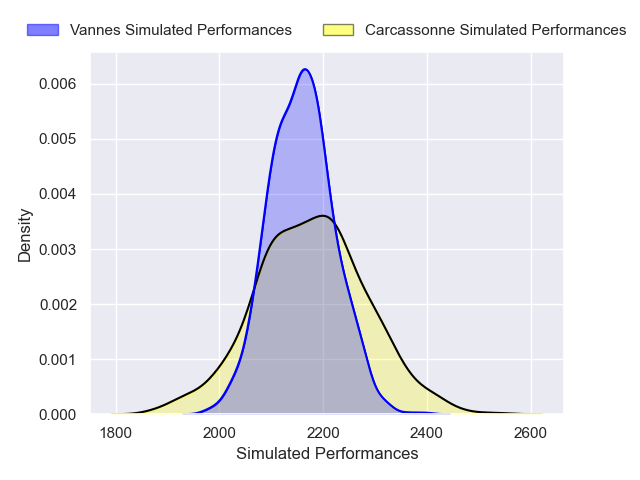 Vannes Simulated Performances Carcassonne Simulated Performances
0.006
0.005
0.004
0.003
0.002
0.001
0.000
Density
1800 2000 2200 2400 2600
Simulated Performances